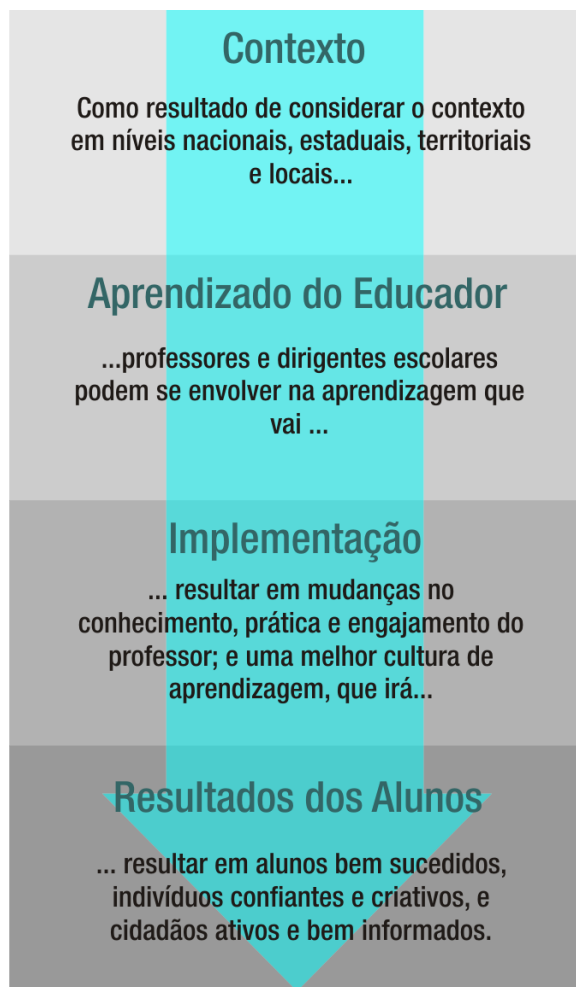 Contexto
Como resultado de considerar o contexto
em níveis nacionais, estaduais, territoriais
e locais...
Aprendizado do Educador
...professores e dirigentes escolares
podem se envolver na aprendizagem que
vai ...
Implementação
... resultar em mudanças no
conhecimento, prática e engajamento do
professor; e uma melhor cultura de
aprendizagem, que irá...
Resultados dos Alunos
... resultar em alunos bem sucedidos,
indivíduos confiantes e criativos, e
cidadãos ativos e bem informados.